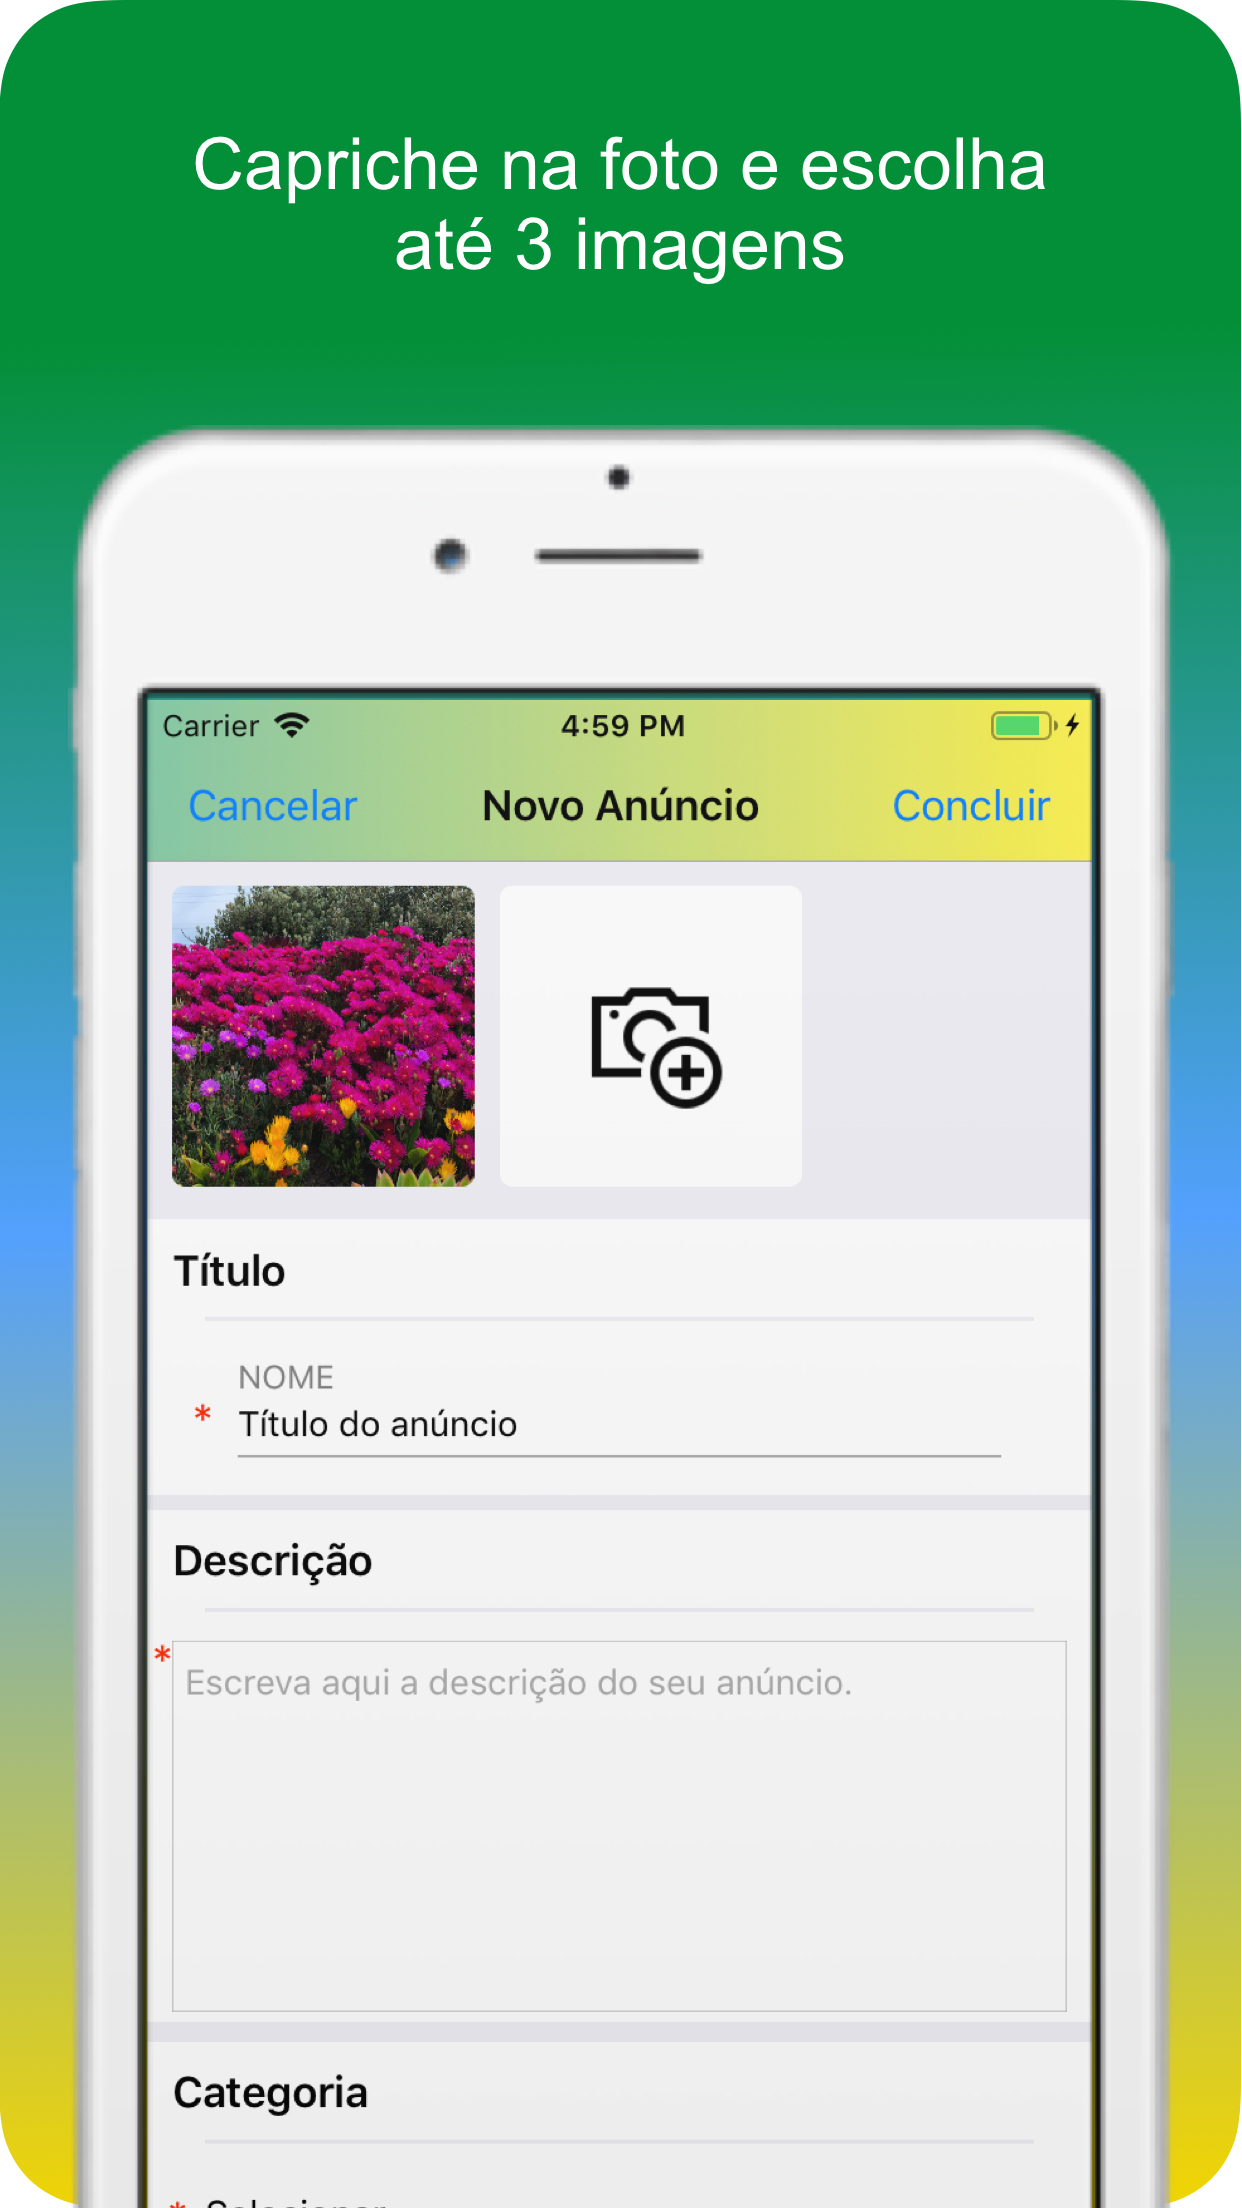 Capriche na foto e escolha
até 3 imagens
Carrier 4:59 PM
Cancelar Novo Anúncio Concluir
Título
NOME
* Título do anúncio
Descrição
* Escreva aqui a descrição do seu anúncio.
Categoria
* Selecionar